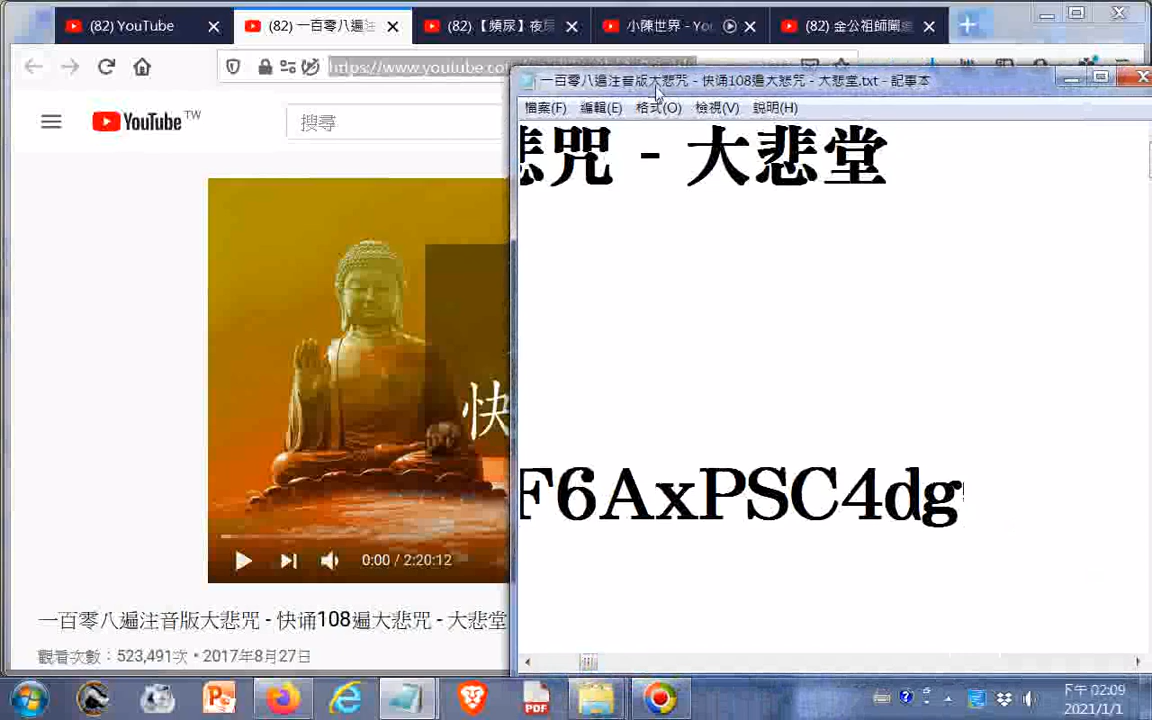 (82) YouTube
(82) 一百零八遍注
(82) 【頻尿】夜尿
小陳世界 - You
(82) 金公祖師闡
https://www.youtube.co
一百零八遍注音版大悲咒 - 快诵108遍大悲咒 - 大悲堂.txt - 記事本
檔案(F) 編輯(E) 格式(O) 檢視(V) 說明(H)
YouTube TW
搜尋
悲咒 - 大悲堂
快
F6AxPSC4dg
0:00 / 2:20:12
一百零八遍注音版大悲咒 - 快诵108遍大悲咒 - 大悲堂
觀看次數：523,491次 • 2017年8月27日
PDF
下午 02:09
2021/1/1